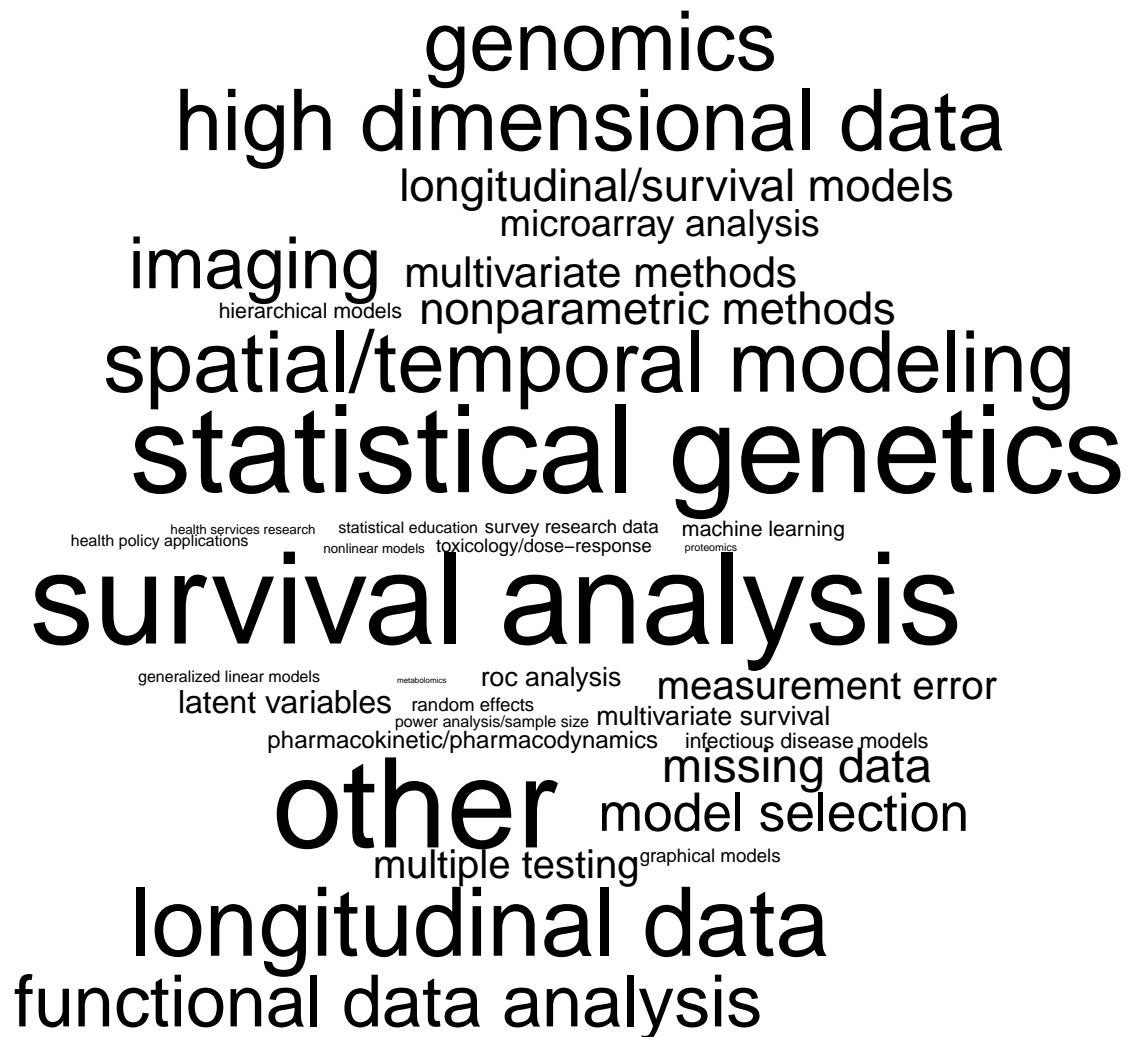 genomics
high dimensional data
longitudinal/survival models
microarray analysis
imaging multivariate methods
hierarchical models nonparametric methods
spatial/temporal modeling
statistical genetics
health services research statistical education survey research data machine learning
health policy applications nonlinear models toxicology/dose−response proteomics
survival analysis
generalized linear models metabolomics roc analysis measurement error
latent variables random effects
power analysis/sample size multivariate survival
pharmacokinetic/pharmacodynamics infectious disease models
missing data
other model selection
multiple testing graphical models
longitudinal data
functional data analysis